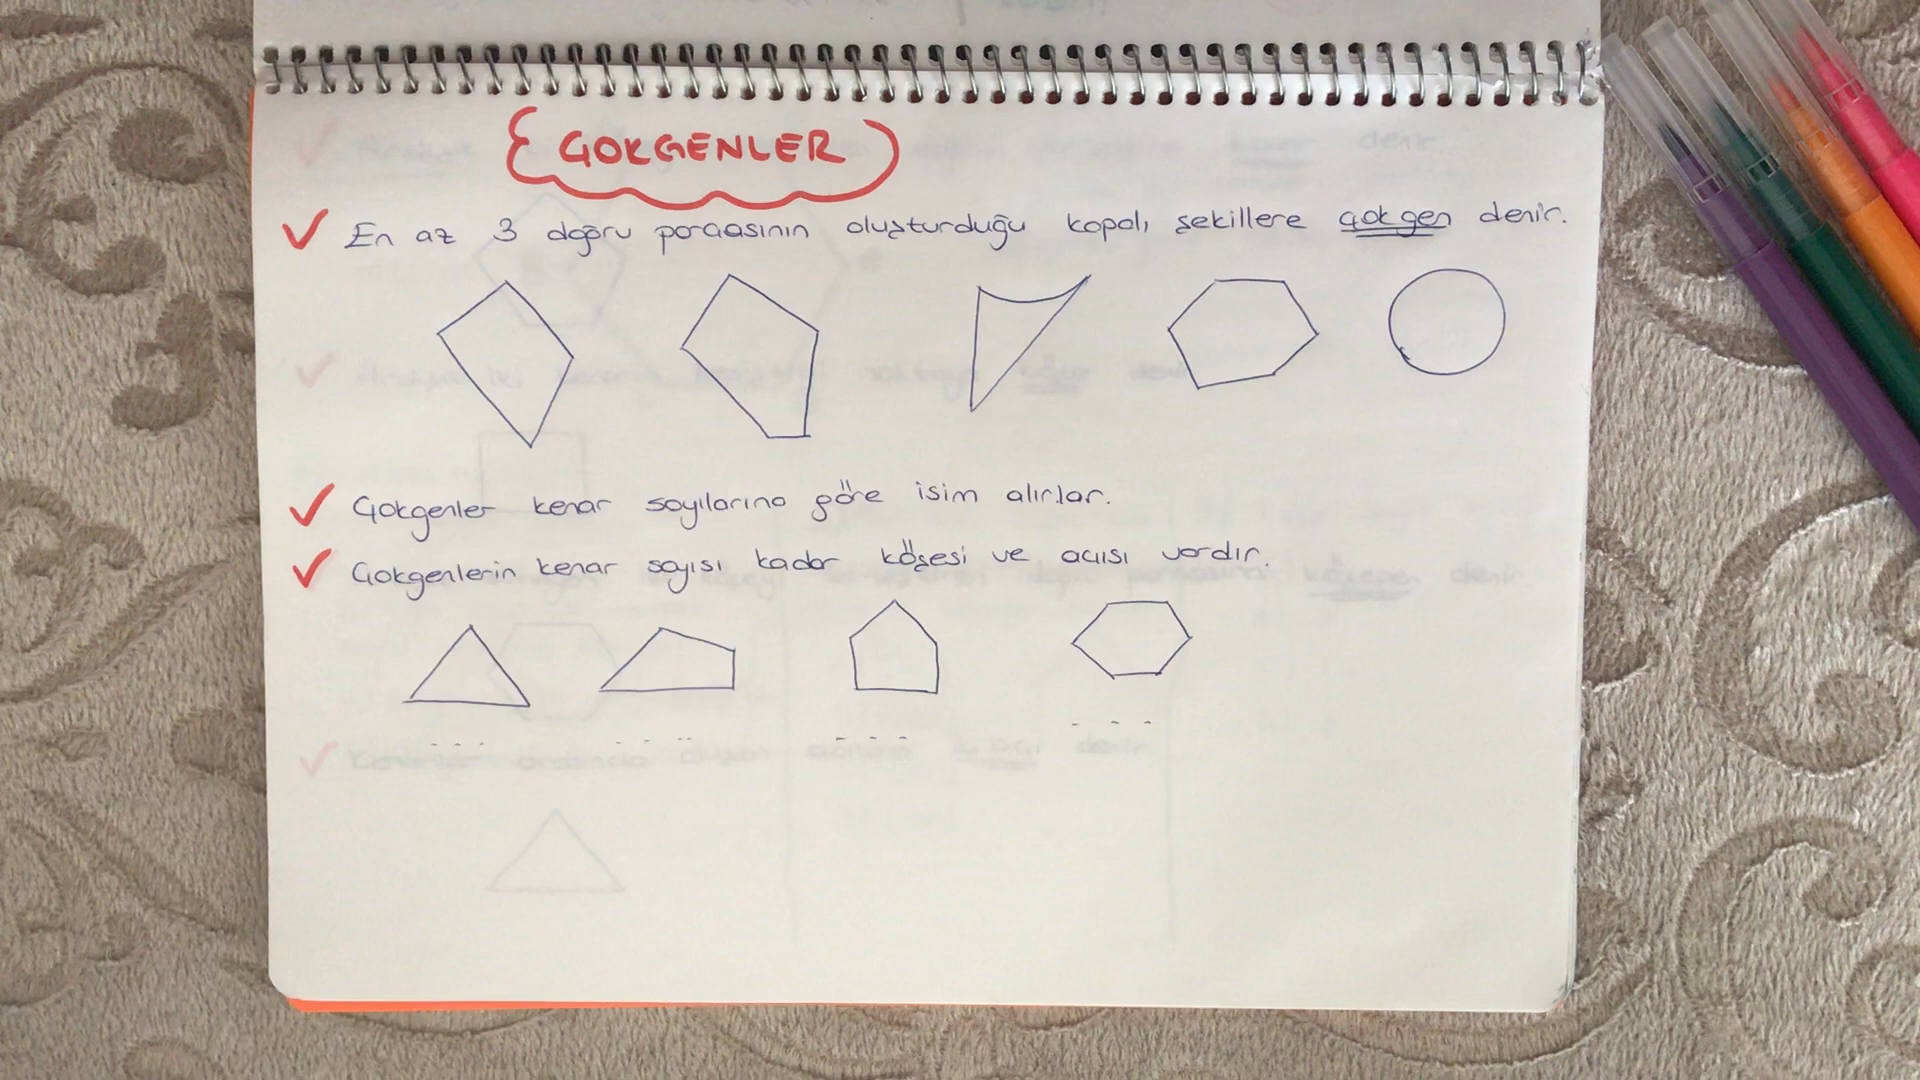 ÇOKGENLER
En az 3 doğru parçasının oluşturduğu kapalı şekillere çokgen denir.
Çokgenler kenar sayılarına göre isim alırlar.
Çokgenlerin kenar sayısı kadar köşesi ve açısı vardır.